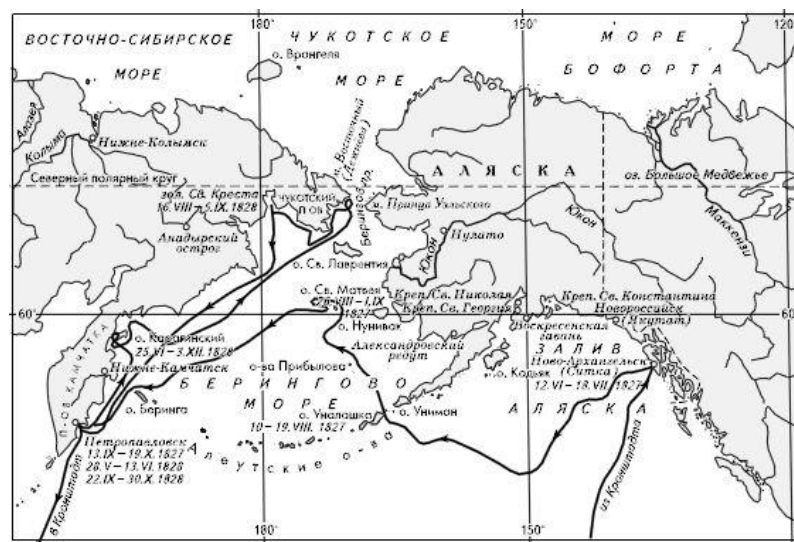 180°
150°
120°
ВОСТОЧНО-СИБИРСКОЕ
МОРЕ
ЧУКОТСКОЕ
МОРЕ
о. Врангеля
МОРЕ
БОФОРТА
Алазея
Колыма
Нижне-Колымск
м. Восточный
(Дежнева)
Северный полярный круг
АЛЯСКА
оз. Большое Медвежье
зал. Св. Креста
16.VIII – 5.IX. 1828
ЧУКОТСКИЙ
П-ОВ
Берингов пр.
м. Принца Уэльского
Юкон
Маккензи
Анадырский
острог
Нулато
Юкон
о. Св. Лаврентия
о. Св. Матвея
1827
Креп. Св. Николая
Креп. Св. Георгия
Креп. Св. Константина
Новороссийск
(Якутат)
60°
60°
о. Нунивак
Воскресенская
гавань
П-ОВ КАМЧАТКА
о. Карагинский
Александровский
редут
ЗАЛИВ
АЛЯСКА
Ново-Архангельск
(Ситка)
12.VI – 18.VII. 1827
Нижне-Камчатск
о-ва Прибылова
о. Кадьяк
БЕРИНГОВО
МОРЕ
о. Беринга
о. Уналашка
10 – 19.VIII. 1827
о. Унимак
Петропавловск
13.IX – 19.X. 1827
28.V – 13.VI. 1828
22.IX – 30.X. 1828
Алеутские о-ва
в Кронштадт
из Кронштадта
180°
150°